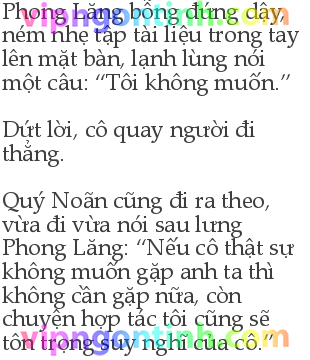 Phong Lăng bỗng đứng dậy,
ném nhẹ tập tài liệu trong tay
lên mặt bàn, lạnh lùng nói
một câu: “Tôi không muốn.”
Dứt lời, cô quay người đi
thẳng.
Quý Noãn cũng đi ra theo,
vừa đi vừa nói sau lưng
Phong Lăng: “Nếu cô thật sự
không muốn gặp anh ta thì
không cần gặp nữa, còn
chuyện hợp tác tôi cũng sẽ
tôn trọng suy nghĩ của cô.”
vipngontinh.com
vipngontinh.com